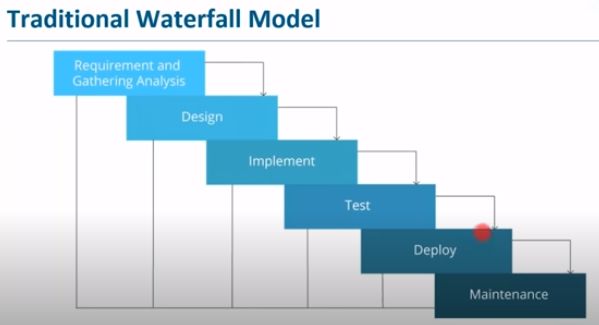 Traditional Waterfall Model
Requirement and
Gathering Analysis
Design
Implement
Test
Deploy
Maintenance